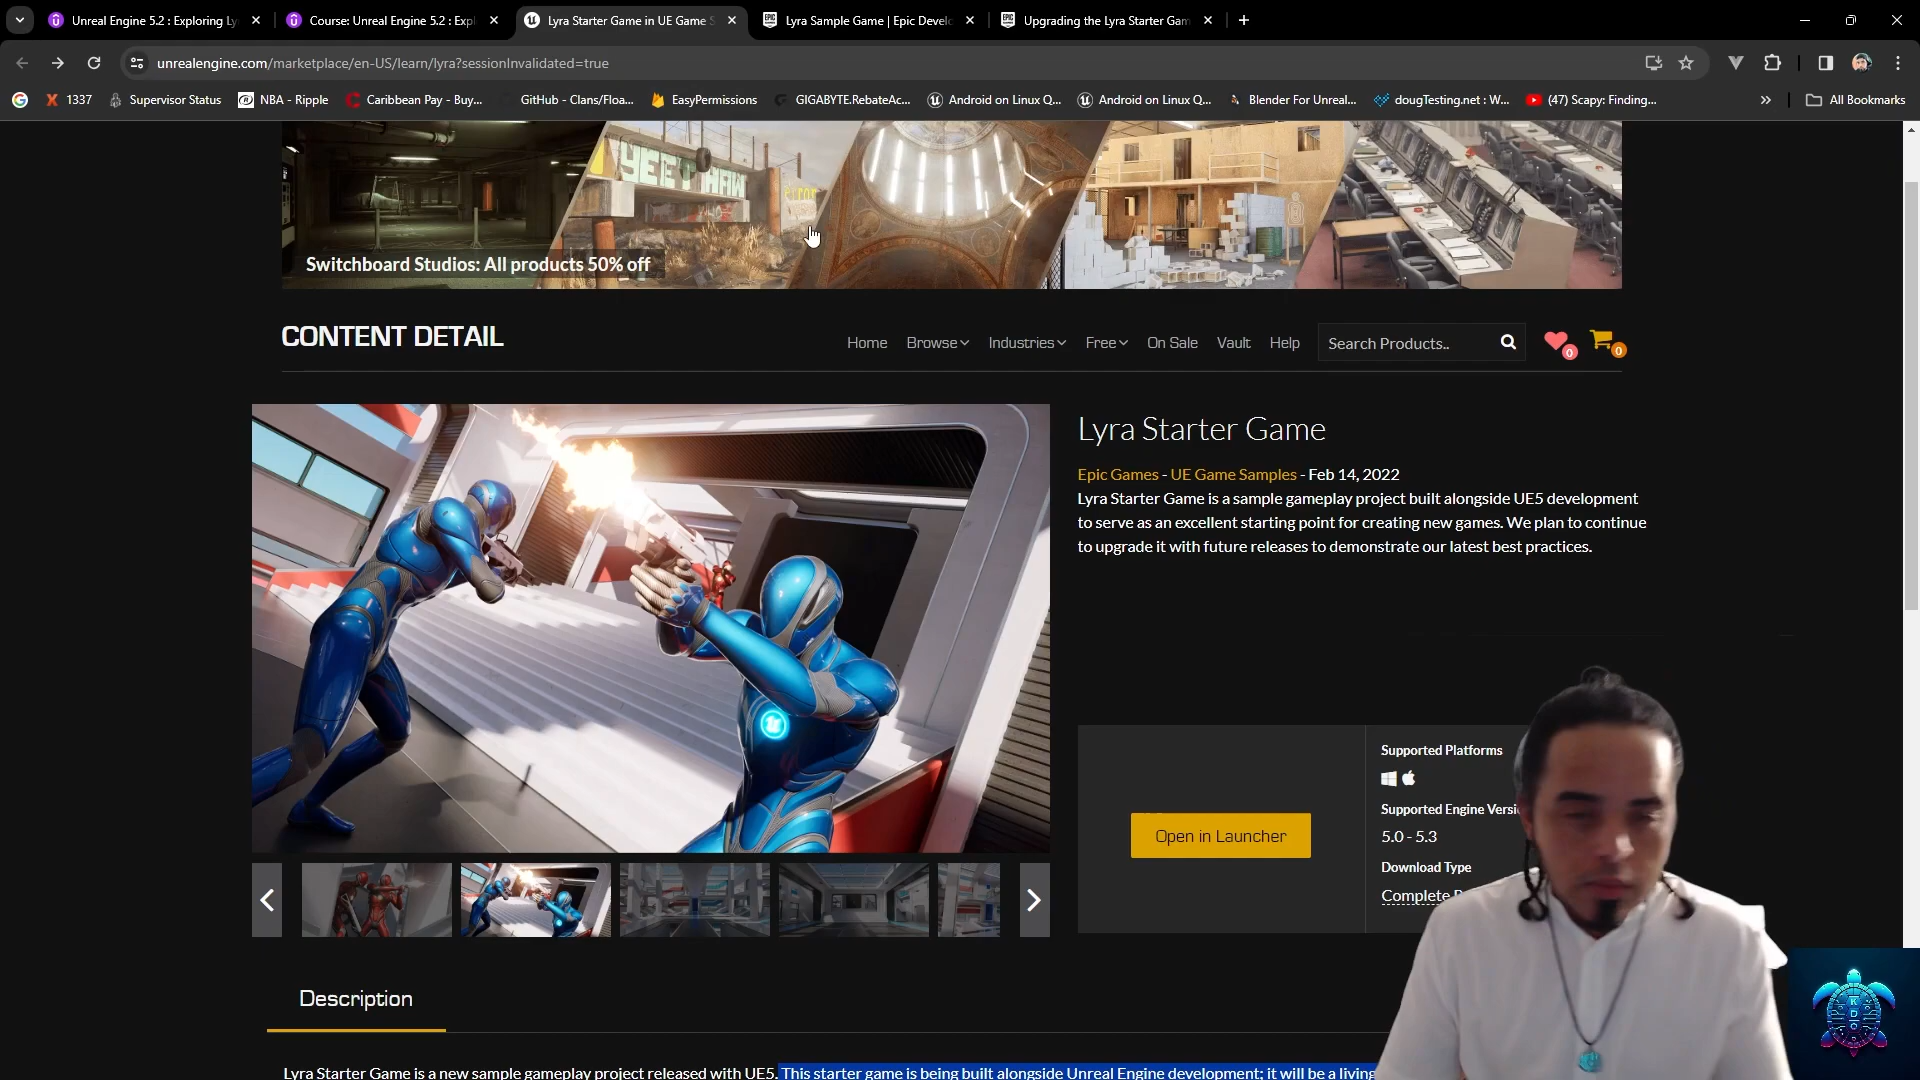 Unreal Engine 5.2 : Exploring Ly
Course: Unreal Engine 5.2 : Expl
Lyra Starter Game in UE Game S
Lyra Sample Game | Epic Develo
Upgrading the Lyra Starter Gam
unrealengine.com/marketplace/en-US/learn/lyra?sessionInvalidated=true
1337
Supervisor Status
NBA - Ripple
Caribbean Pay - Buy...
GitHub - Clans/Floa...
EasyPermissions
GIGABYTE.RebateAc...
Android on Linux Q...
Android on Linux Q...
Blender For Unreal...
dougTesting.net : W...
(47) Scapy: Finding...
All Bookmarks
YEET HAW
error
Switchboard Studios: All products 50% off
CONTENT DETAIL
Home
Browse
Industries
Free
On Sale
Vault
Help
Search Products..
0
0
Lyra Starter Game
Epic Games - UE Game Samples - Feb 14, 2022
Lyra Starter Game is a sample gameplay project built alongside UE5 development
to serve as an excellent starting point for creating new games. We plan to continue
to upgrade it with future releases to demonstrate our latest best practices.
Supported Platforms
Supported Engine Versi
5.0 - 5.3
Download Type
Complete
Open in Launcher
Description
Lyra Starter Game is a new sample gameplay project released with UE5. This starter game is being built alongside Unreal Engine development; it will be a living
K
D
O